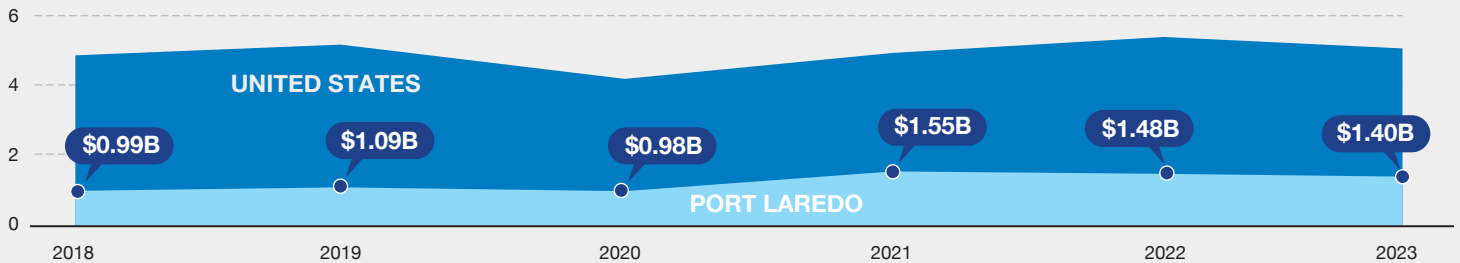 6
4
2
0
UNITED STATES
$0.99B
$1.09B
$0.98B
$1.55B
$1.48B
$1.40B
PORT LAREDO
2018 2019 2020 2021 2022 2023